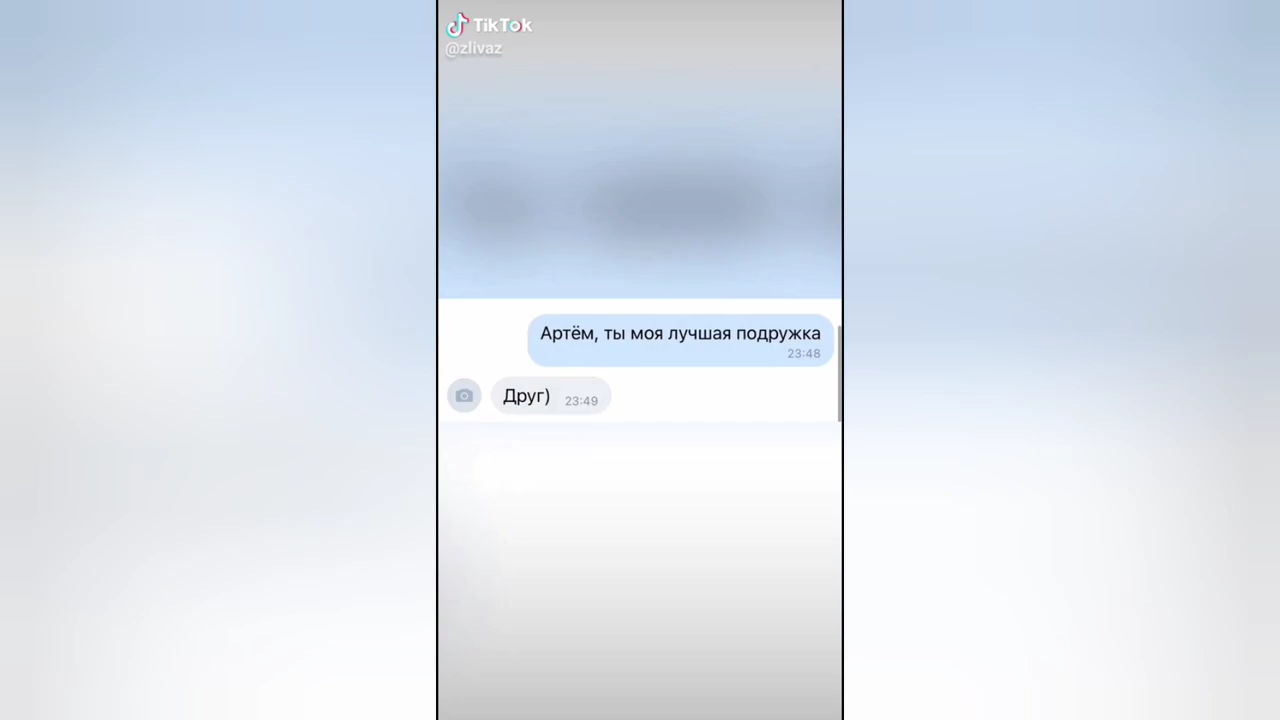 TikTok
@zlivaz
Артём, ты моя лучшая подружка
23:48
Друг) 23:49